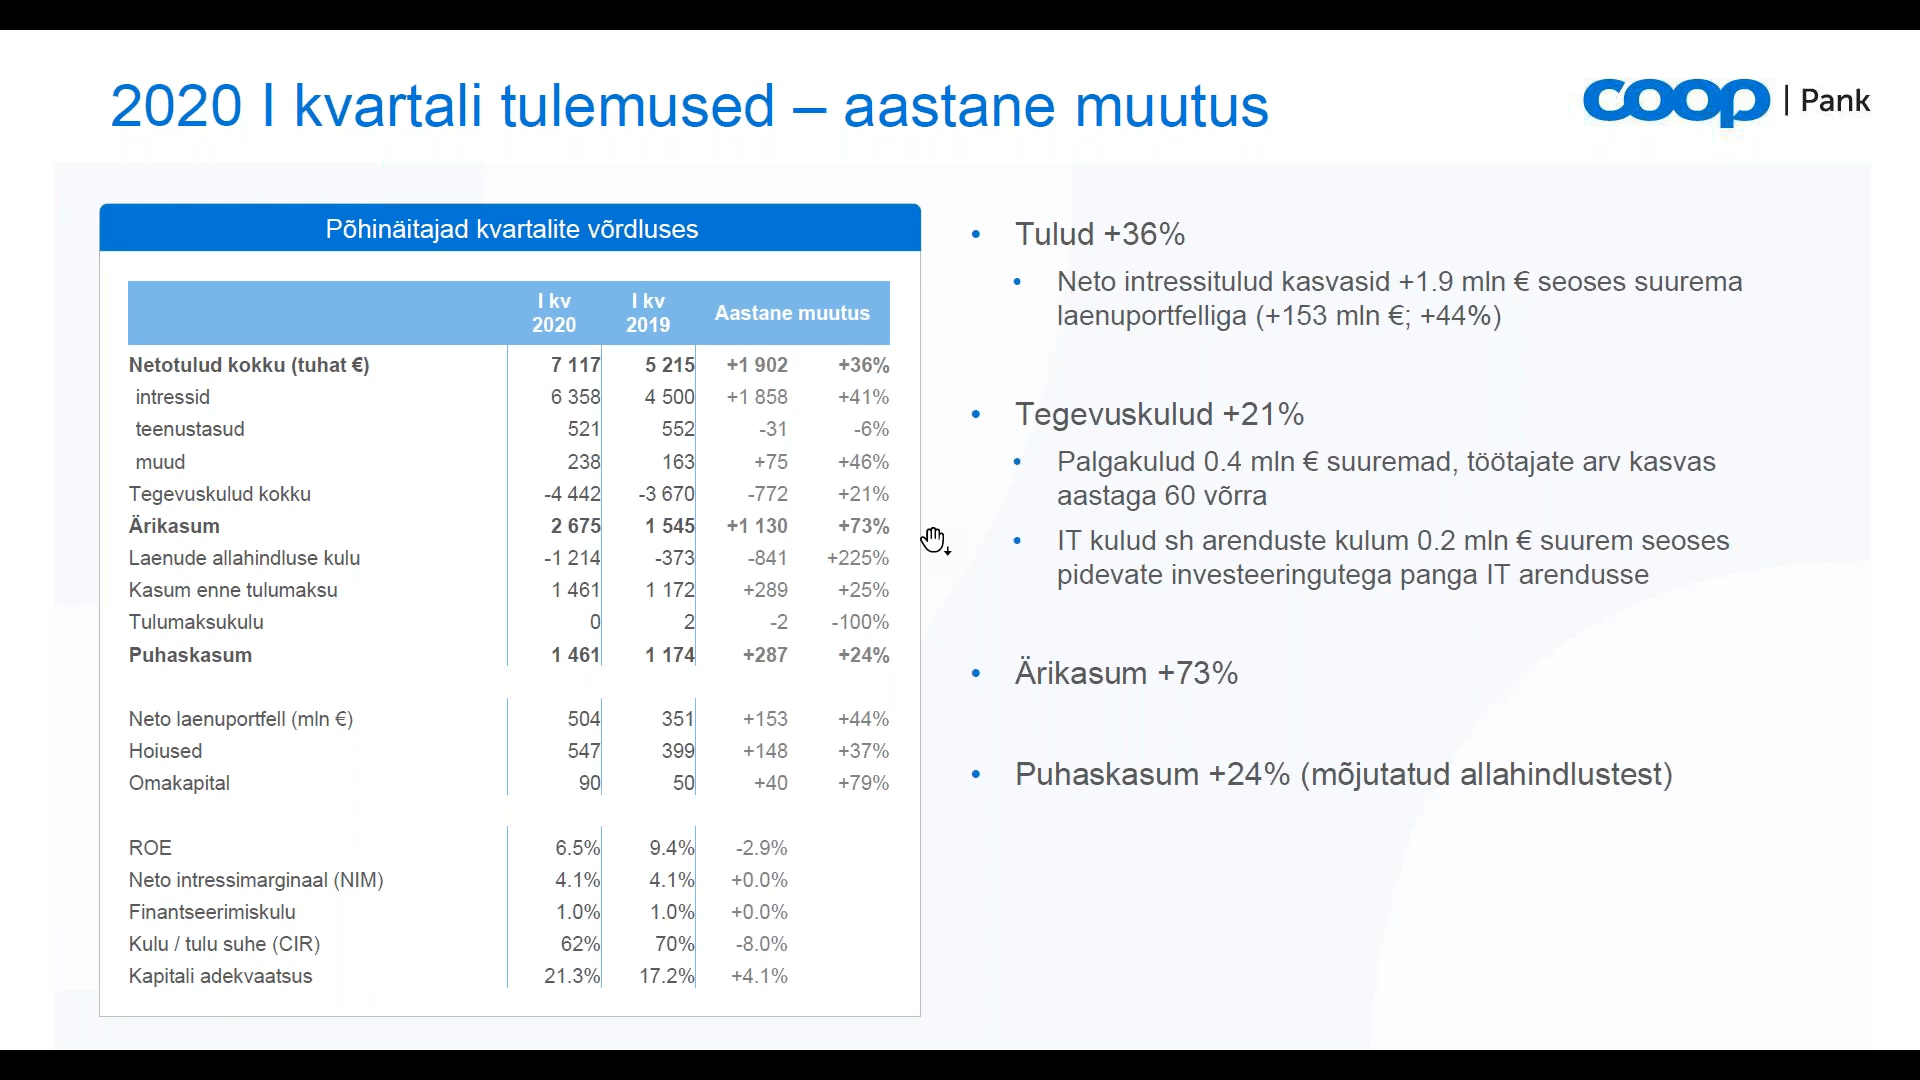 2020 I kvartali tulemused – aastane muutus
coop | Pank
Põhinäitajad kvartalite võrdluses
I kv 2020 I kv 2019 Aastane muutus
Netotulud kokku (tuhat €) 7 117 5 215 +1 902 +36%
intressid 6 358 4 500 +1 858 +41%
teenustasud 521 552 -31 -6%
muud 238 163 +75 +46%
Tegevuskulud kokku -4 442 -3 670 -772 +21%
Ärikasum 2 675 1 545 +1 130 +73%
Laenude allahindluse kulu -1 214 -373 -841 +225%
Kasum enne tulumaksu 1 461 1 172 +289 +25%
Tulumaksukulu 0 2 -2 -100%
Puhaskasum 1 461 1 174 +287 +24%
Neto laenuportfell (mln €) 504 351 +153 +44%
Hoiused 547 399 +148 +37%
Omakapital 90 50 +40 +79%
ROE 6.5% 9.4% -2.9%
Neto intressimarginaal (NIM) 4.1% 4.1% +0.0%
Finantseerimiskulu 1.0% 1.0% +0.0%
Kulu / tulu suhe (CIR) 62% 70% -8.0%
Kapitali adekvaatsus 21.3% 17.2% +4.1%
• Tulud +36%
• Neto intressitulud kasvasid +1.9 mln € seoses suurema
laenuportfelliga (+153 mln €; +44%)
• Tegevuskulud +21%
• Palgakulud 0.4 mln € suuremad, töötajate arv kasvas
aastaga 60 võrra
• IT kulud sh arenduste kulum 0.2 mln € suurem seoses
pidevate investeeringutega panga IT arendusse
• Ärikasum +73%
• Puhaskasum +24% (mõjutatud allahindlustest)